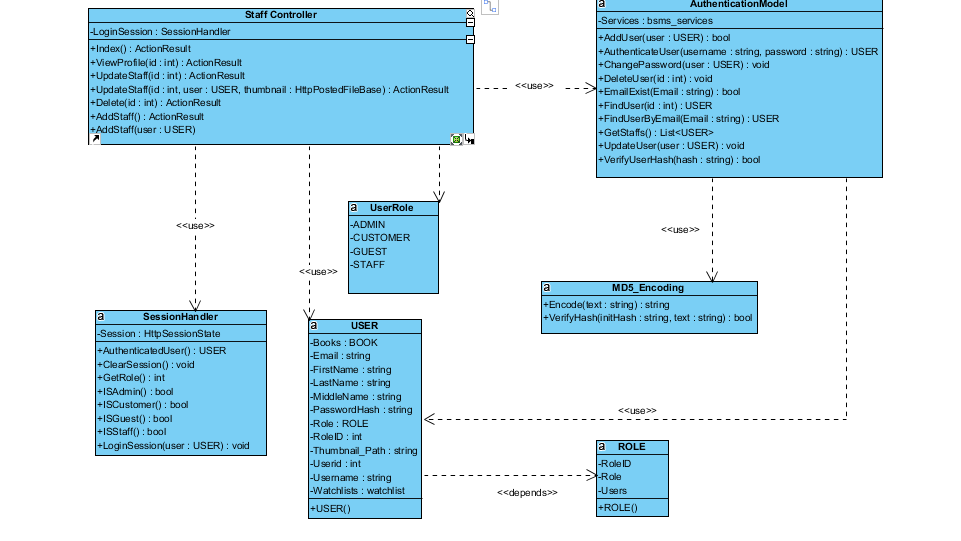 Staff Controller
-LoginSession : SessionHandler
+Index() : ActionResult
+ViewProfile(id : int) : ActionResult
+UpdateStaff(id : int) : ActionResult
+UpdateStaff(id : int, user : USER, thumbnail : HttpPostedFileBase) : ActionResult
+Delete(id : int) : ActionResult
+AddStaff() : ActionResult
+AddStaff(user : USER)
<<use>>
a
AuthenticationModel
-Services : bsms_services
+AddUser(user : USER) : bool
+AuthenticateUser(username : string, password : string) : USER
+ChangePassword(user : USER) : void
+DeleteUser(id : int) : void
+EmailExist(Email : string) : bool
+FindUser(id : int) : USER
+FindUserByEmail(Email : string) : USER
+GetStaffs() : List<USER>
+UpdateUser(user : USER) : void
+VerifyUserHash(hash : string) : bool
<<use>>
a UserRole
-ADMIN
-CUSTOMER
-GUEST
-STAFF
<<use>>
<<use>>
a MD5_Encoding
+Encode(text : string) : string
+VerifyHash(initHash : string, text : string) : bool
a SessionHandler
-Session : HttpSessionState
+AuthenticatedUser() : USER
+ClearSession() : void
+GetRole() : int
+ISAdmin() : bool
+ISCustomer() : bool
+ISGuest() : bool
+ISStaff() : bool
+LoginSession(user : USER) : void
a USER
-Books : BOOK
-Email : string
-FirstName : string
-LastName : string
-MiddleName : string
-PasswordHash : string
-Role : ROLE
-RoleID : int
-Thumbnail_Path : string
-Userid : int
-Username : string
-Watchlists : watchlist
+USER()
<<use>>
<<depends>>
a ROLE
-RoleID
-Role
-Users
+ROLE()